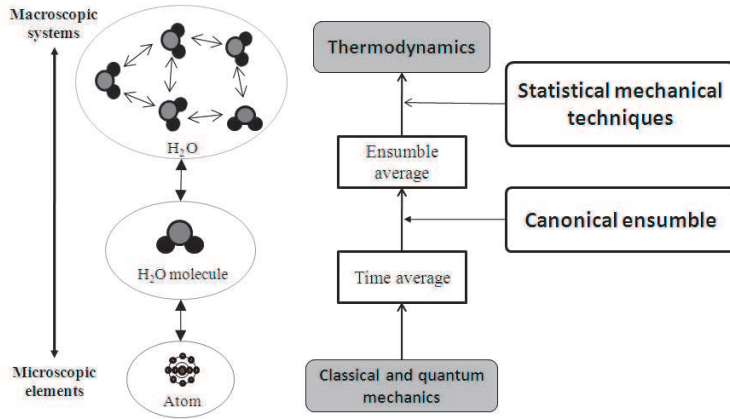 Macroscopic
systems
H2O
H2O molecule
Atom
Microscopic
elements
Thermodynamics
Statistical mechanical
techniques
Ensumble
average
Canonical ensumble
Time average
Classical and quantum
mechanics